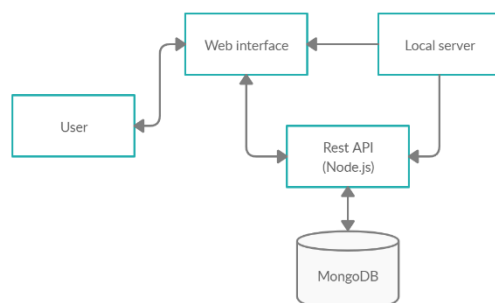 Web interface
Local server
User
Rest API
(Node.js)
MongoDB